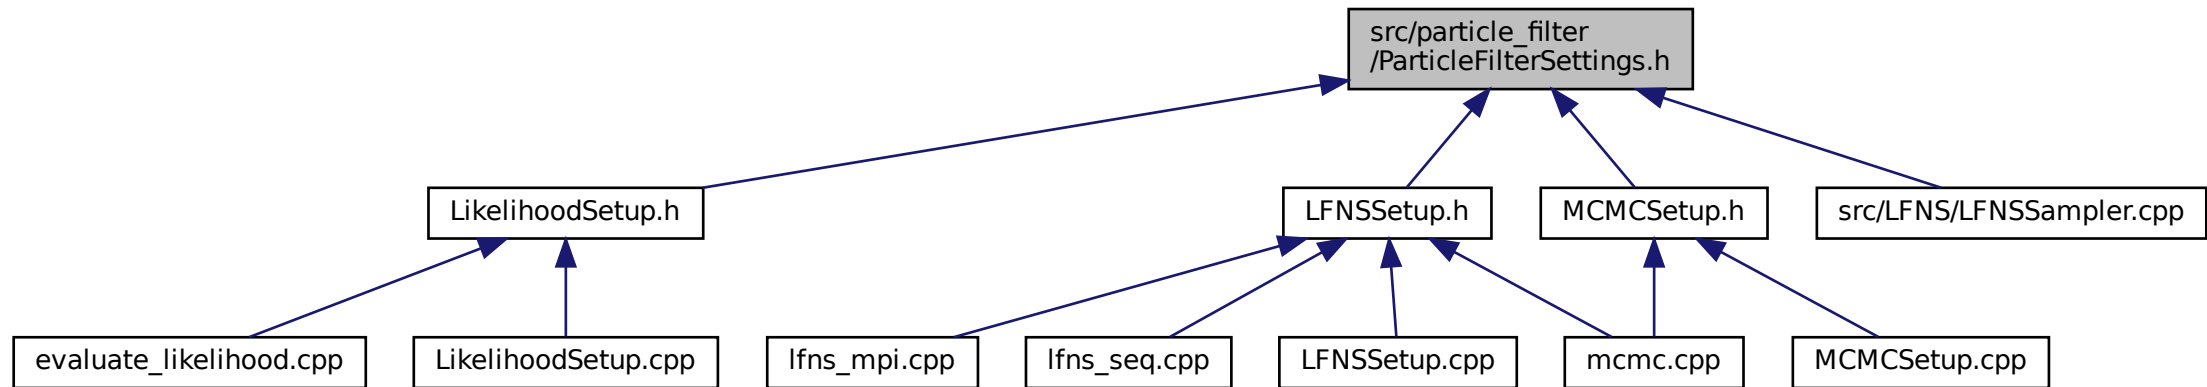 src/particle_filter
/ParticleFilterSettings.h
LikelihoodSetup.h
LFNSSetup.h
MCMCSetup.h
src/LFNS/LFNSSampler.cpp
evaluate_likelihood.cpp
LikelihoodSetup.cpp
lfns_mpi.cpp
lfns_seq.cpp
LFNSSetup.cpp
mcmc.cpp
MCMCSetup.cpp